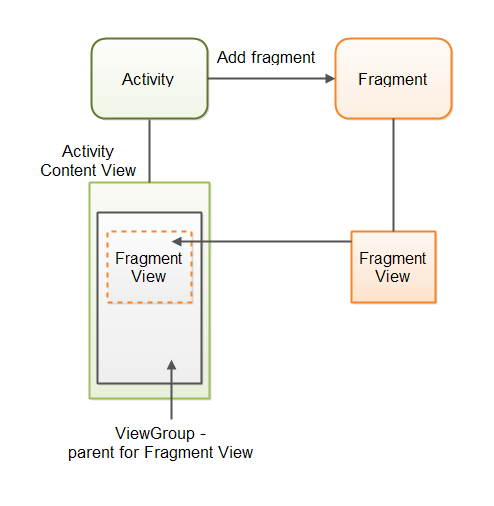 Add fragment
Activity
Fragment
Activity
Content View
Fragment
View
Fragment
View
ViewGroup -
parent for Fragment View